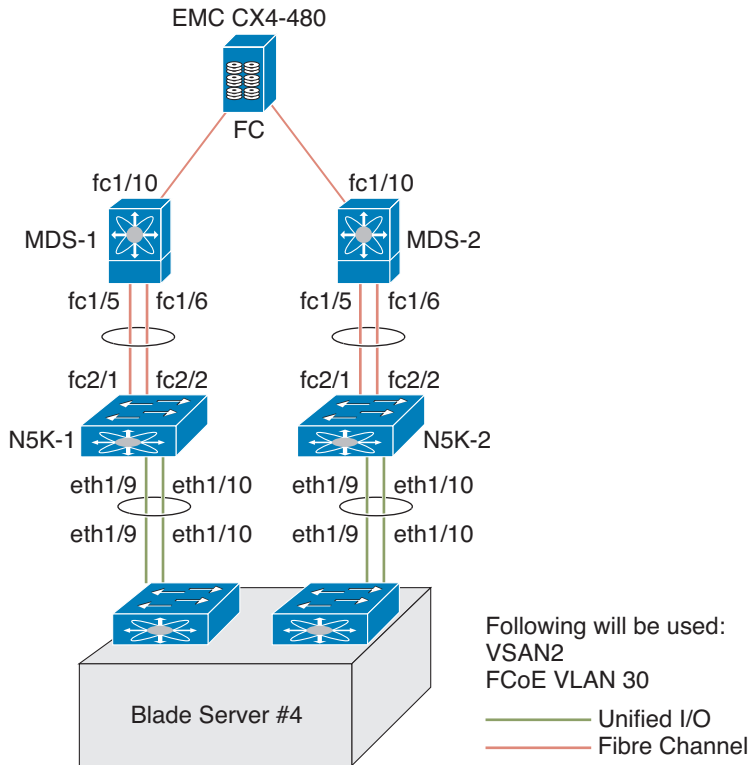 EMC CX4-480
FC
fc1/10 fc1/10
MDS-1 MDS-2
fc1/5 fc1/6 fc1/5 fc1/6
fc2/1 fc2/2 fc2/1 fc2/2
N5K-1 N5K-2
eth1/9 eth1/10 eth1/9 eth1/10
eth1/9 eth1/10 eth1/9 eth1/10
Blade Server #4
Following will be used:
VSAN2
FCoE VLAN 30
Unified I/O
Fibre Channel